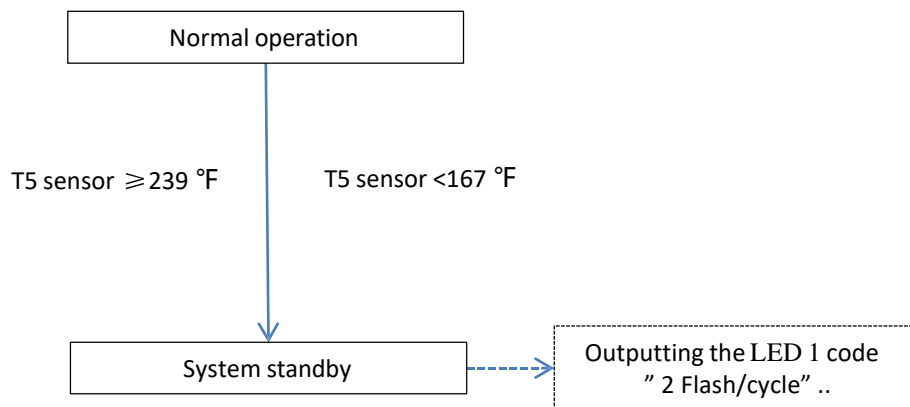 Normal operation
T5 sensor ≥239 ℉
T5 sensor <167 ℉
System standby
Outputting the LED 1 code
” 2 Flash/cycle” ..